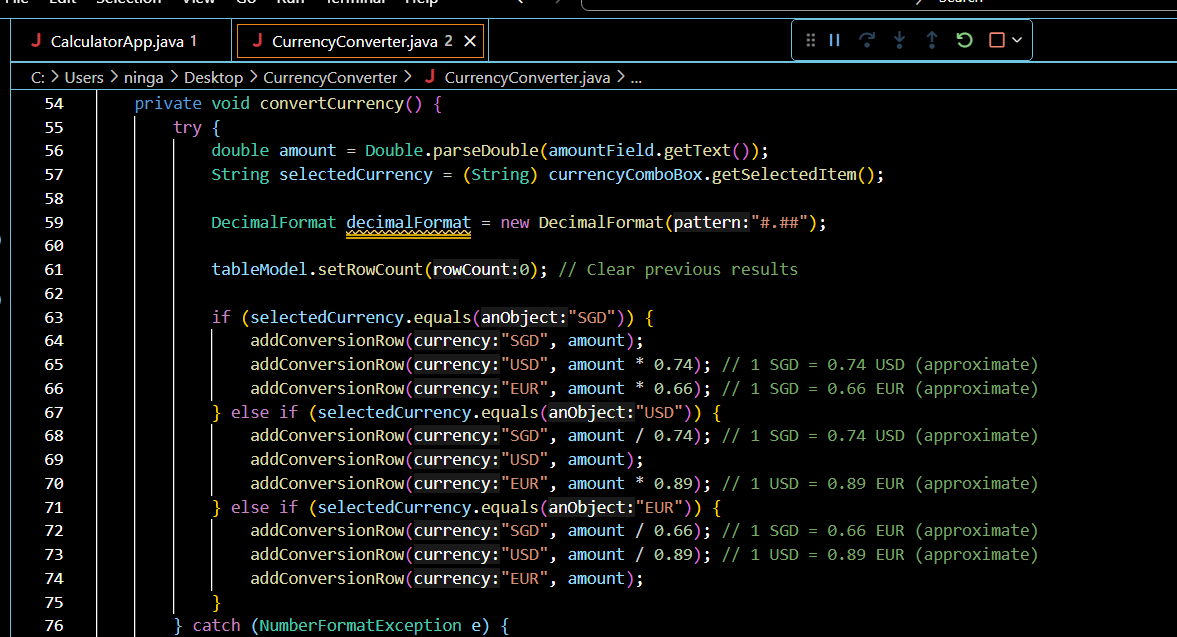 File Edit Selection View Go Run Terminal Help Search
CalculatorApp.java 1
CurrencyConverter.java 2
C: > Users > ninga > Desktop > CurrencyConverter > CurrencyConverter.java > ...
54 private void convertCurrency() {
55 try {
56 double amount = Double.parseDouble(amountField.getText());
57 String selectedCurrency = (String) currencyComboBox.getSelectedItem();
58
59 DecimalFormat decimalFormat = new DecimalFormat(pattern:"#.##");
60
61 tableModel.setRowCount(rowCount:0); // Clear previous results
62
63 if (selectedCurrency.equals(anObject:"SGD")) {
64 addConversionRow(currency:"SGD", amount);
65 addConversionRow(currency:"USD", amount * 0.74); // 1 SGD = 0.74 USD (approximate)
66 addConversionRow(currency:"EUR", amount * 0.66); // 1 SGD = 0.66 EUR (approximate)
67 } else if (selectedCurrency.equals(anObject:"USD")) {
68 addConversionRow(currency:"SGD", amount / 0.74); // 1 SGD = 0.74 USD (approximate)
69 addConversionRow(currency:"USD", amount);
70 addConversionRow(currency:"EUR", amount * 0.89); // 1 USD = 0.89 EUR (approximate)
71 } else if (selectedCurrency.equals(anObject:"EUR")) {
72 addConversionRow(currency:"SGD", amount / 0.66); // 1 SGD = 0.66 EUR (approximate)
73 addConversionRow(currency:"USD", amount / 0.89); // 1 USD = 0.89 EUR (approximate)
74 addConversionRow(currency:"EUR", amount);
75 }
76 } catch (NumberFormatException e) {